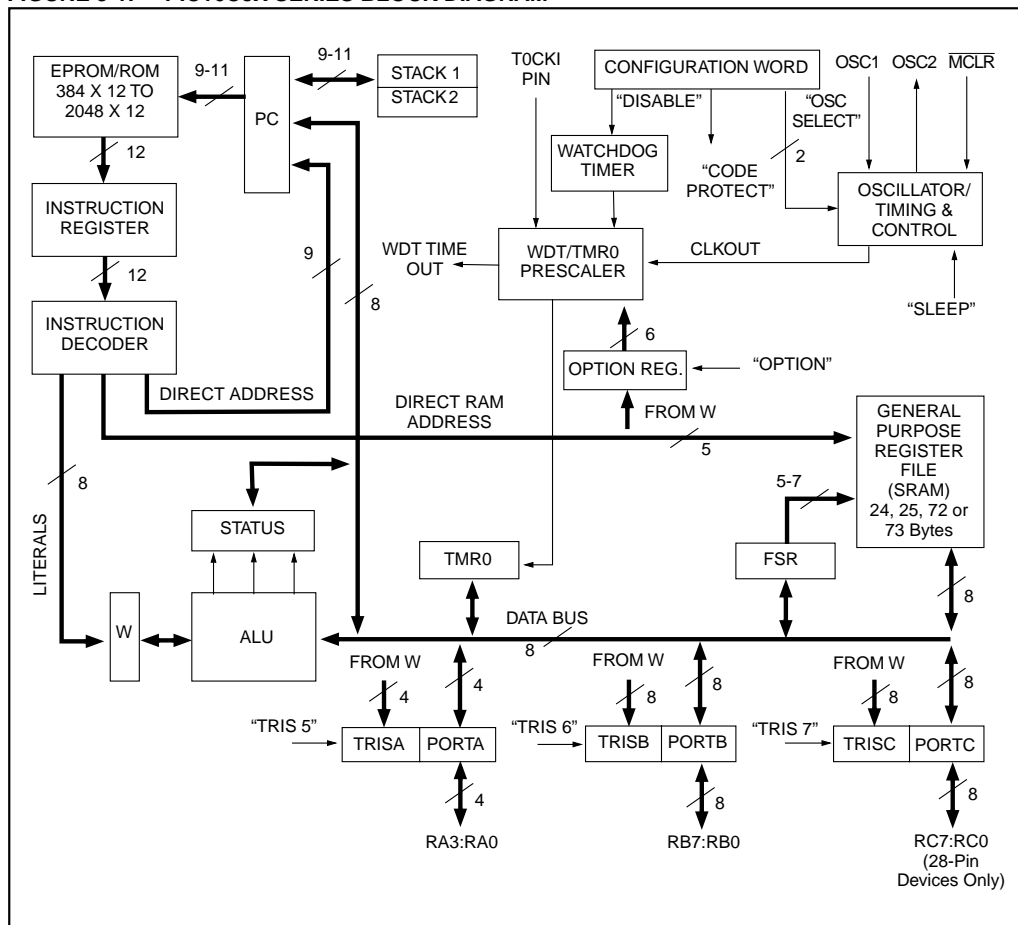 EPROM/ROM
384 X 12 TO
2048 X 12
9-11
PC
9-11
STACK 1
STACK2
T0CKI
PIN
CONFIGURATION WORD
OSC1
OSC2
MCLR
“DISABLE”
“OSC
SELECT”
2
WATCHDOG
TIMER
“CODE
PROTECT”
OSCILLATOR/
TIMING &
CONTROL
12
INSTRUCTION
REGISTER
9
8
WDT TIME
OUT
WDT/TMR0
PRESCALER
CLKOUT
“SLEEP”
12
INSTRUCTION
DECODER
6
OPTION REG.
“OPTION”
DIRECT ADDRESS
DIRECT RAM
ADDRESS
FROM W
5
GENERAL
PURPOSE
REGISTER
FILE
(SRAM)
24, 25, 72 or
73 Bytes
8
LITERALS
STATUS
5-7
TMR0
FSR
8
W
ALU
DATA BUS
8
FROM W
4
4
FROM W
8
8
FROM W
8
8
“TRIS 5”
TRISA
PORTA
“TRIS 6”
TRISB
PORTB
“TRIS 7”
TRISC
PORTC
4
8
8
RA3:RA0
RB7:RB0
RC7:RC0
(28-Pin
Devices Only)